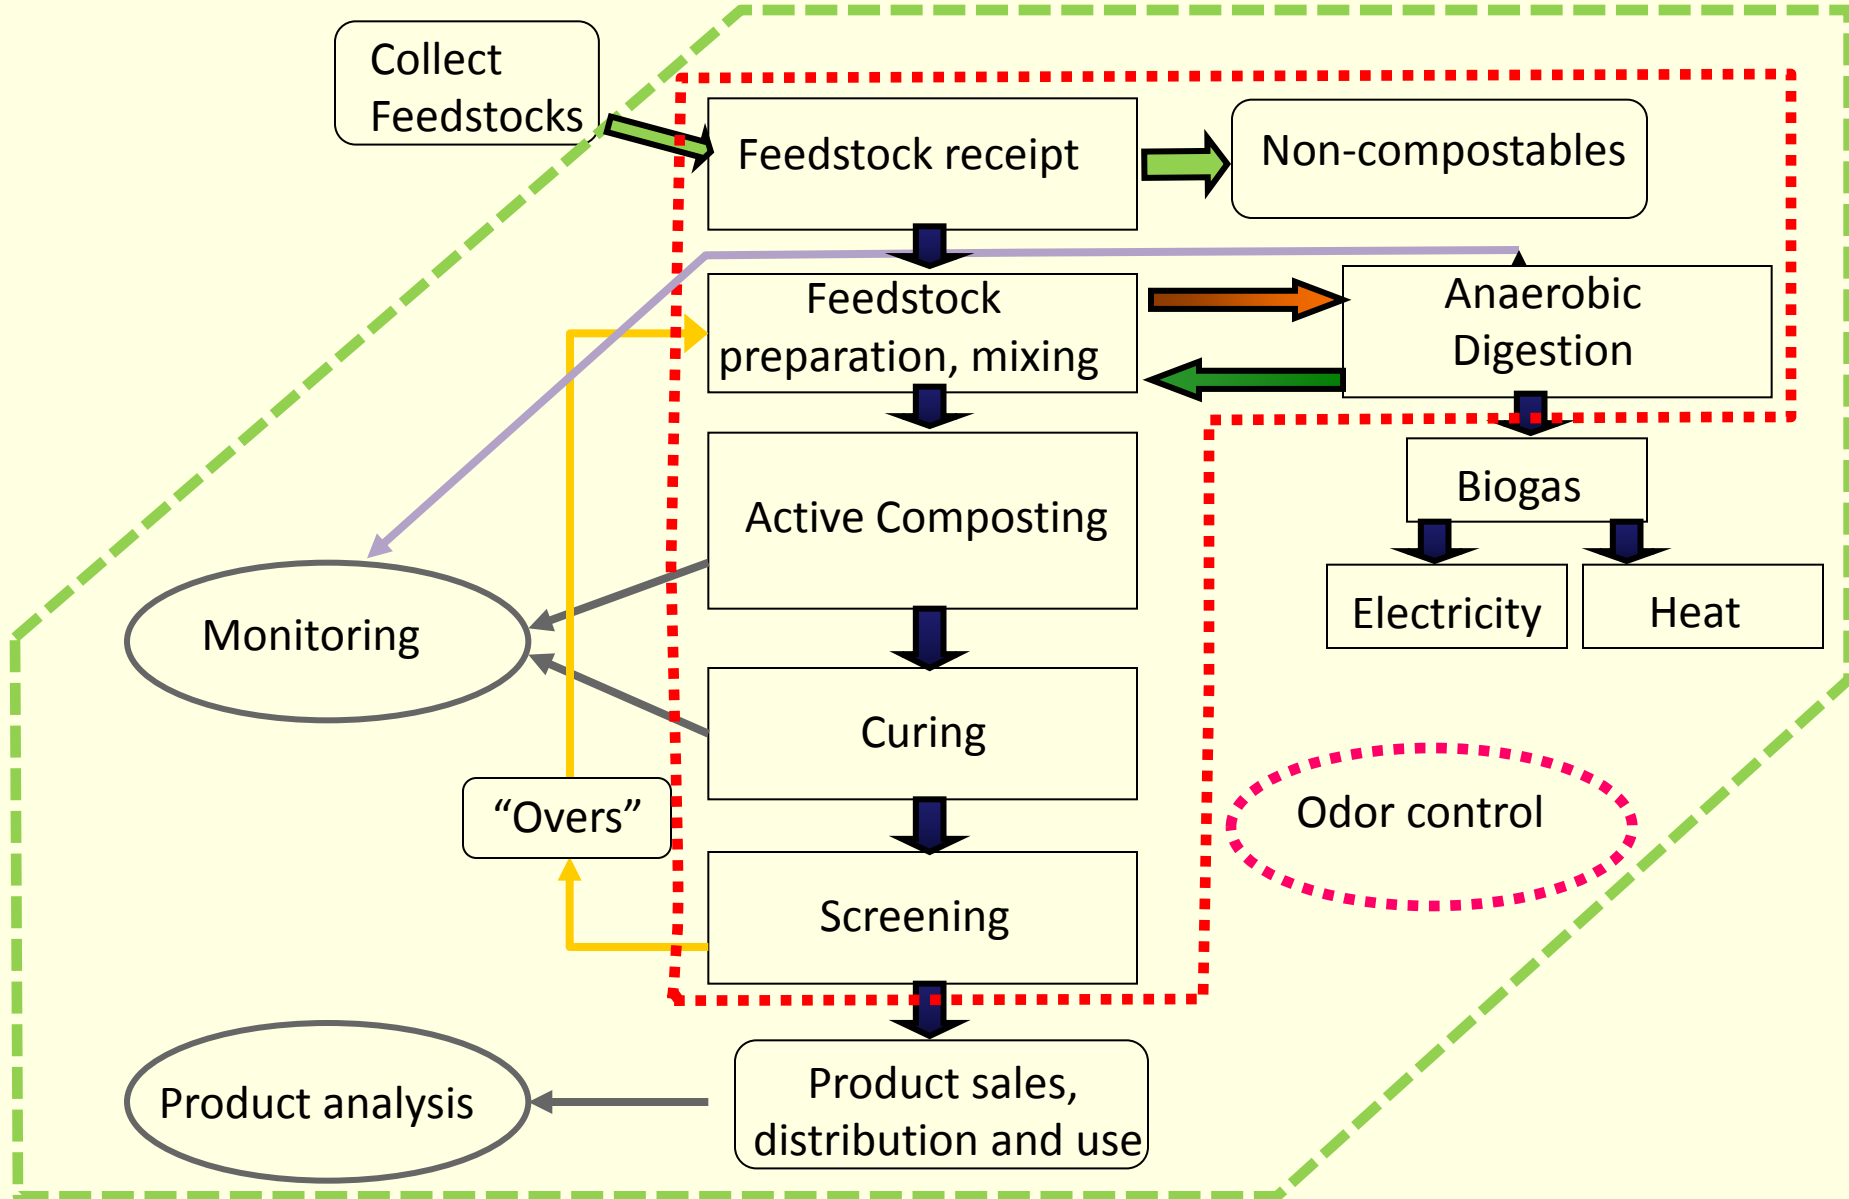 Collect
Feedstocks
Feedstock receipt
Non-compostables
Feedstock
preparation, mixing
Anaerobic
Digestion
Active Composting
Biogas
Electricity
Heat
Monitoring
Curing
“Overs”
Odor control
Screening
Product analysis
Product sales,
distribution and use